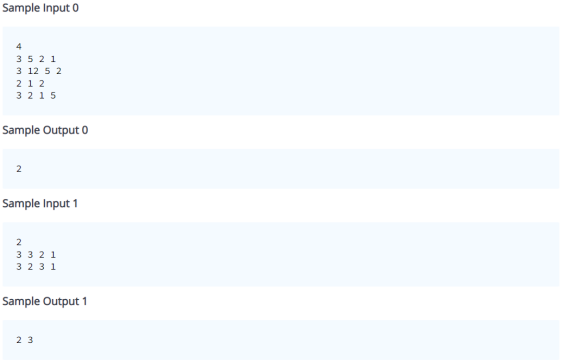 Sample Input 0
4
3 5 2 1
3 12 5 2
2 1 2
3 2 1 5
Sample Output 0
2
Sample Input 1
2
3 3 2 1
3 2 3 1
Sample Output 1
2 3